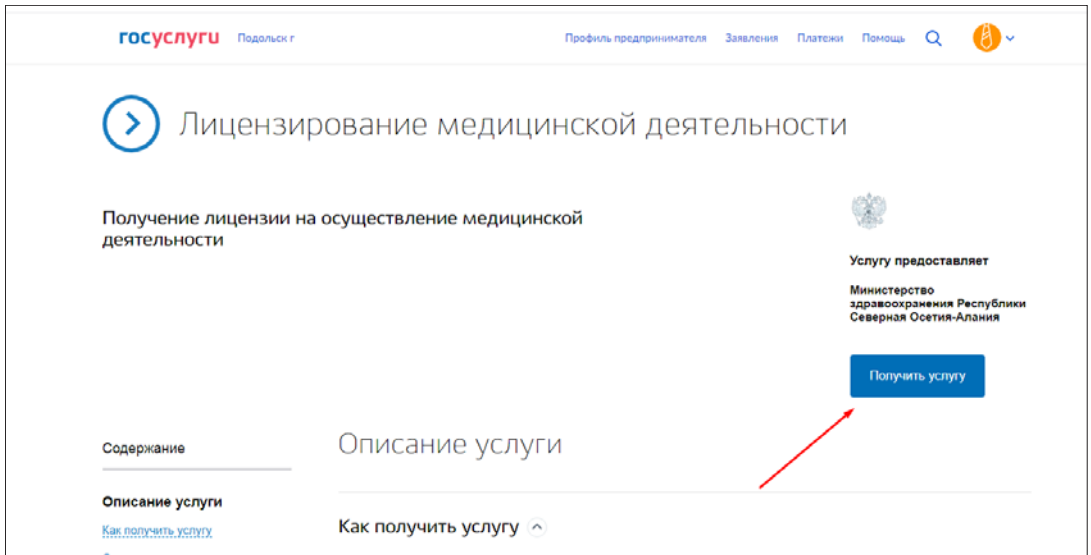 госуслуги Подольск г Профиль предпринимателя Заявления Платежи Помощь
Лицензирование медицинской деятельности
Получение лицензии на осуществление медицинской
деятельности
Услугу предоставляет
Министерство
здравоохранения Республики
Северная Осетия-Алания
Получить услугу
Содержание
Описание услуги
Описание услуги
Как получить услугу
Как получить услугу